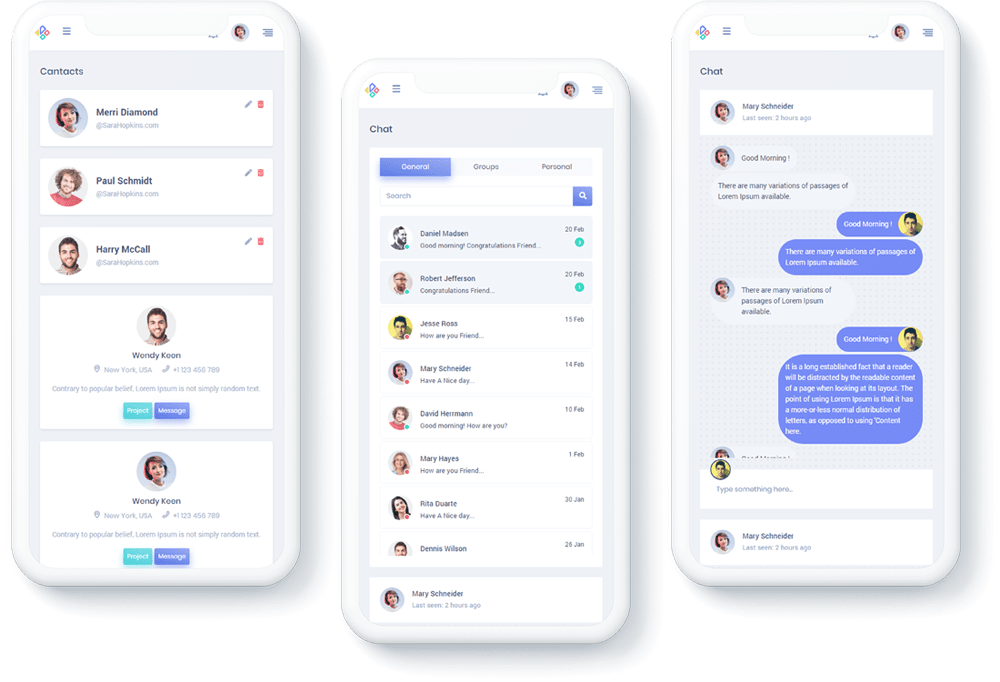 Cantacts
Merri Diamond
@SaraHopkins.com
Paul Schmidt
@SaraHopkins.com
Harry McCall
@SaraHopkins.com
Wondy Keen
New York, USA +1 123 456 789
Contrary to popular belief, Lorem Ipsum is not simply random text.
Project Message
Wondy Keen
New York, USA +1 123 456 789
Contrary to popular belief, Lorem Ipsum is not simply random text.
Project Message
Chat
General Groups Personal
Search
Daniel Madsen 20 Feb
Good morning! Congratulations Friend... 3
Robert Jefferson 20 Feb
Congratulations Friend... 1
Jesse Ross 15 Feb
How are you Friend...
Mary Schneider 14 Feb
Have A Nice day...
David Herrmann 10 Feb
Good morning! How are you?
Mary Hayes 1 Feb
How are you Friend...
Rita Duarte 30 Jan
Have A Nice day...
Dennis Wilson 26 Jan
Mary Schneider
Last seen: 2 hours ago
Chat
Mary Schneider
Last seen: 2 hours ago
Good Morning !
There are many variations of passages of
Lorem Ipsum available.
Good Morning !
There are many variations of passages of
Lorem Ipsum available.
There are many variations of
passages of Lorem Ipsum
available.
Good Morning !
It is a long established fact that a reader
will be distracted by the readable content
of a page when looking at its layout. The
point of using Lorem Ipsum is that it has
a more-or-less normal distribution of
letters, as opposed to using 'Content
here.
Good Morning !
Type something here..
Mary Schneider
Last seen: 2 hours ago